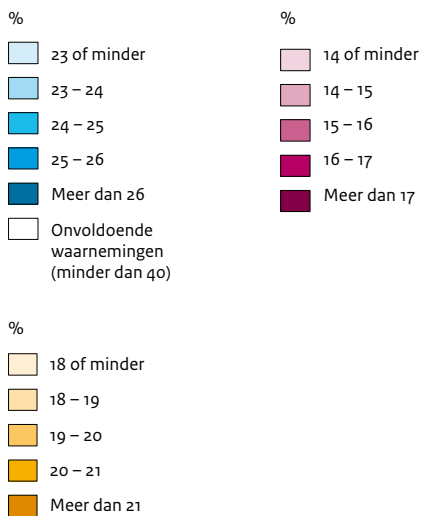 %
23 of minder
23 – 24
24 – 25
25 – 26
Meer dan 26
Onvoldoende
waarnemingen
(minder dan 40)
%
14 of minder
14 – 15
15 – 16
16 – 17
Meer dan 17
%
18 of minder
18 – 19
19 – 20
20 – 21
Meer dan 21